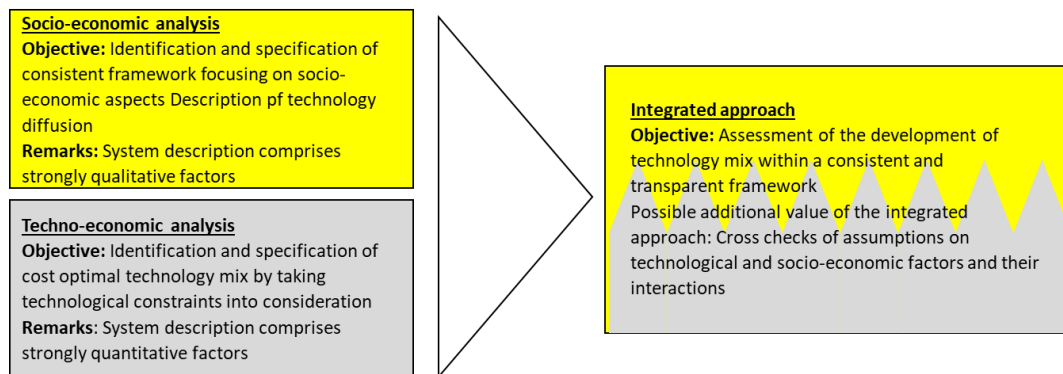 Socio-economic analysis
Objective: Identification and specification of
consistent framework focusing on socio-
economic aspects Description pf technology
diffusion
Remarks: System description comprises
strongly qualitative factors
Techno-economic analysis
Objective: Identification and specification of
cost optimal technology mix by taking
technological constraints into consideration
Remarks: System description comprises
strongly quantitative factors
Integrated approach
Objective: Assessment of the development of
technology mix within a consistent and
transparent framework
Possible additional value of the integrated
approach: Cross checks of assumptions on
technological and socio-economic factors and their
interactions